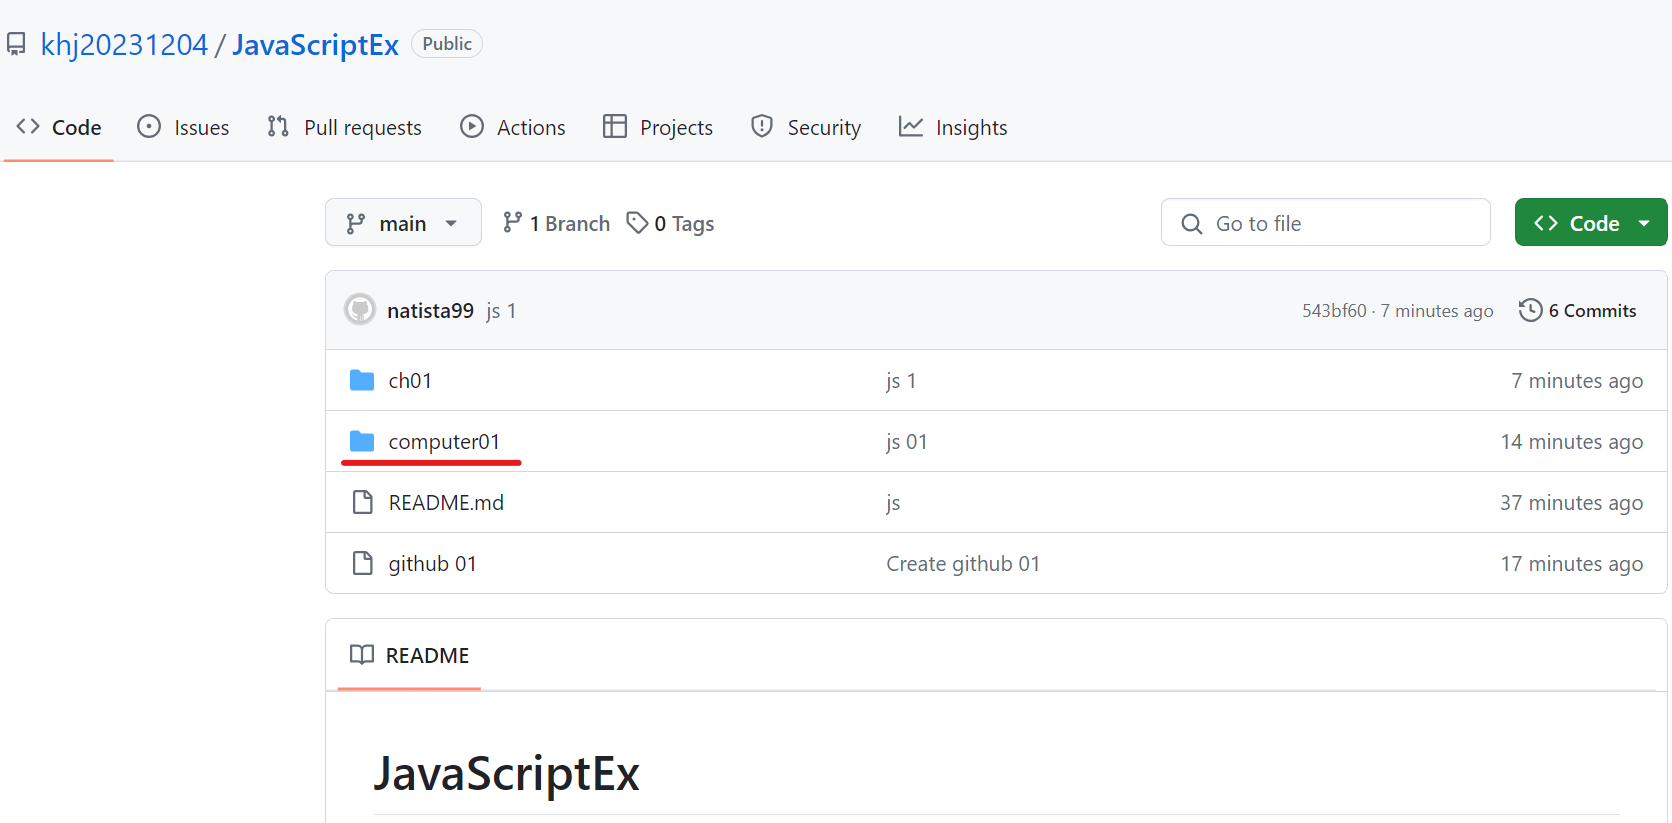 khj20231204 / JavaScriptEx Public
Code Issues Pull requests Actions Projects Security Insights
main 1 Branch 0 Tags Go to file Code
natista99 js 1 543bf60 · 7 minutes ago 6 Commits
ch01 js 1 7 minutes ago
computer01 js 01 14 minutes ago
README.md js 37 minutes ago
github 01 Create github 01 17 minutes ago
README
JavaScriptEx